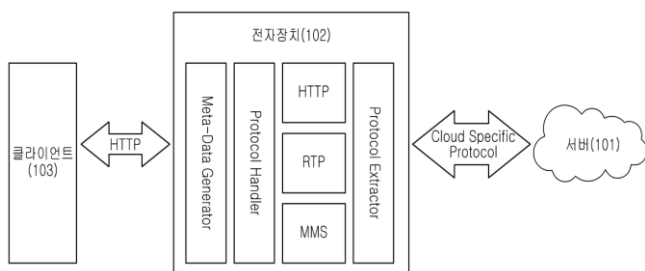 전자장치(102)
클라이언트
(103)
HTTP
Meta-Data Generator
Protocol Handler
HTTP
RTP
MMS
Protocol Extractor
Cloud Specific
Protocol
서버(101)